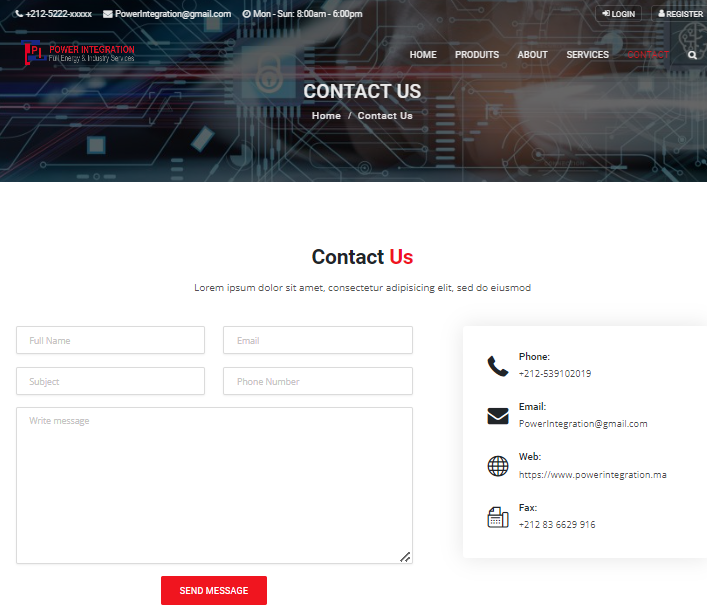 +212-5222-xxxxx PowerIntegration@gmail.com Mon - Sun: 8:00am - 6:00pm LOGIN REGISTER
POWER INTEGRATION
Full Energy & Industry Services
HOME PRODUITS ABOUT SERVICES CONTACT
CONTACT US
Home / Contact Us
Contact Us
Lorem ipsum dolor sit amet, consectetur adipisicing elit, sed do eiusmod
Full Name Email
Subject Phone Number
Write message
SEND MESSAGE
Phone:
+212-539102019
Email:
PowerIntegration@gmail.com
Web:
https://www.powerintegration.ma
Fax:
+212 83 6629 916